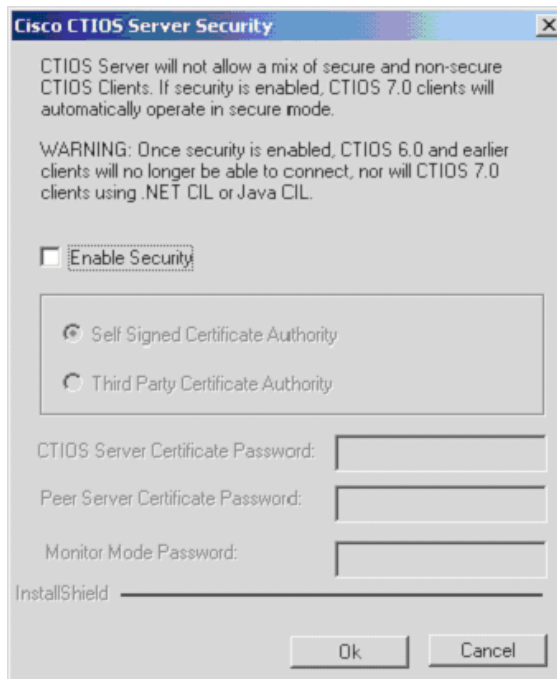 Cisco CTIOS Server Security
CTIOS Server will not allow a mix of secure and non-secure
CTIOS Clients. If security is enabled, CTIOS 7.0 clients will
automatically operate in secure mode.
WARNING: Once security is enabled, CTIOS 6.0 and earlier
clients will no longer be able to connect, nor will CTIOS 7.0
clients using .NET CIL or Java CIL.
Enable Security
Self Signed Certificate Authority
Third Party Certificate Authority
CTIOS Server Certificate Password:
Peer Server Certificate Password:
Monitor Mode Password:
InstallShield
Ok Cancel